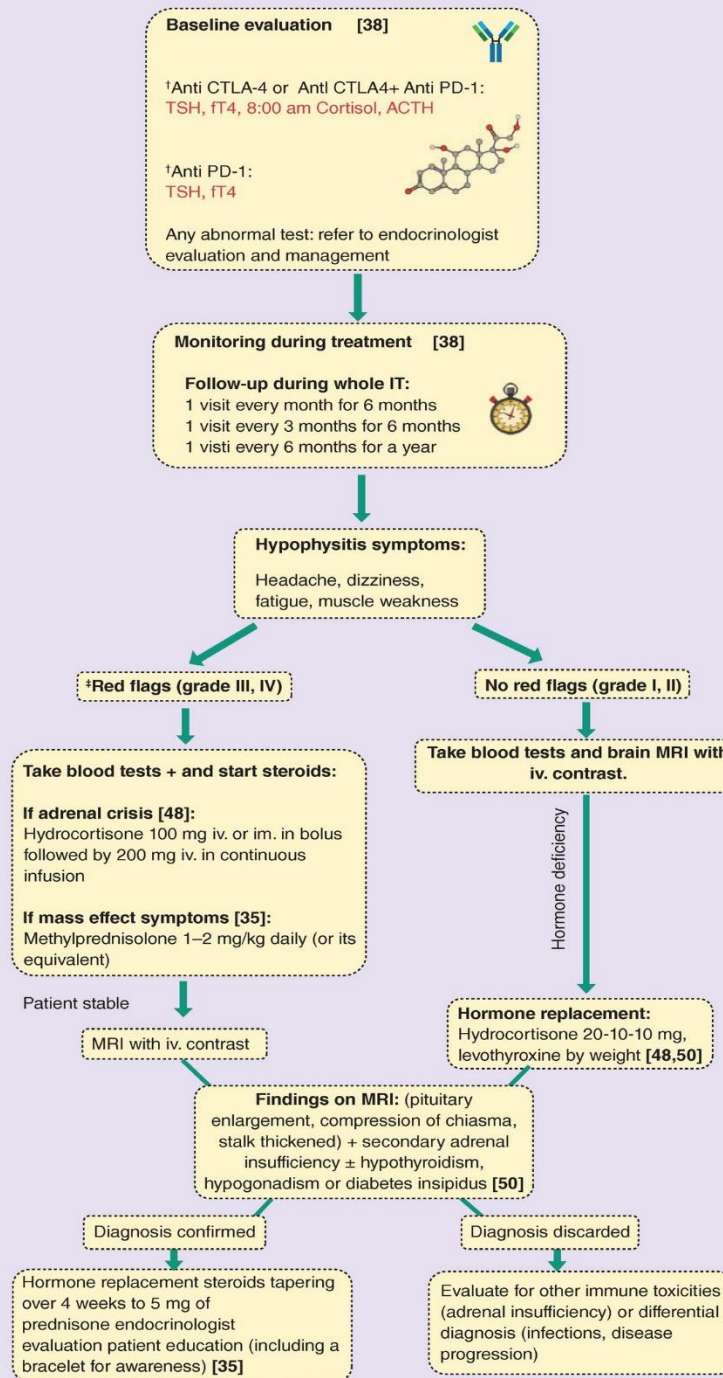 Baseline evaluation [38]
†Anti CTLA-4 or Antl CTLA4+ Anti PD-1:
TSH, fT4, 8:00 am Cortisol, ACTH
†Anti PD-1:
TSH, fT4
Any abnormal test: refer to endocrinologist
evaluation and management
Monitoring during treatment [38]
Follow-up during whole IT:
1 visit every month for 6 months
1 visit every 3 months for 6 months
1 visti every 6 months for a year
Hypophysitis symptoms:
Headache, dizziness,
fatigue, muscle weakness
‡Red flags (grade III, IV)
No red flags (grade I, II)
Take blood tests + and start steroids:
If adrenal crisis [48]:
Hydrocortisone 100 mg iv. or im. in bolus
followed by 200 mg iv. in continuous
infusion
If mass effect symptoms [35]:
Methylprednisolone 1–2 mg/kg daily (or its
equivalent)
Take blood tests and brain MRI with
iv. contrast.
Hormone deficiency
Patient stable
MRI with iv. contrast
Hormone replacement:
Hydrocortisone 20-10-10 mg,
levothyroxine by weight [48,50]
Findings on MRI: (pituitary
enlargement, compression of chiasma,
stalk thickened) + secondary adrenal
insufficiency ± hypothyroidism,
hypogonadism or diabetes insipidus [50]
Diagnosis confirmed
Diagnosis discarded
Hormone replacement steroids tapering
over 4 weeks to 5 mg of
prednisone endocrinologist
evaluation patient education (including a
bracelet for awareness) [35]
Evaluate for other immune toxicities
(adrenal insufficiency) or differential
diagnosis (infections, disease
progression)